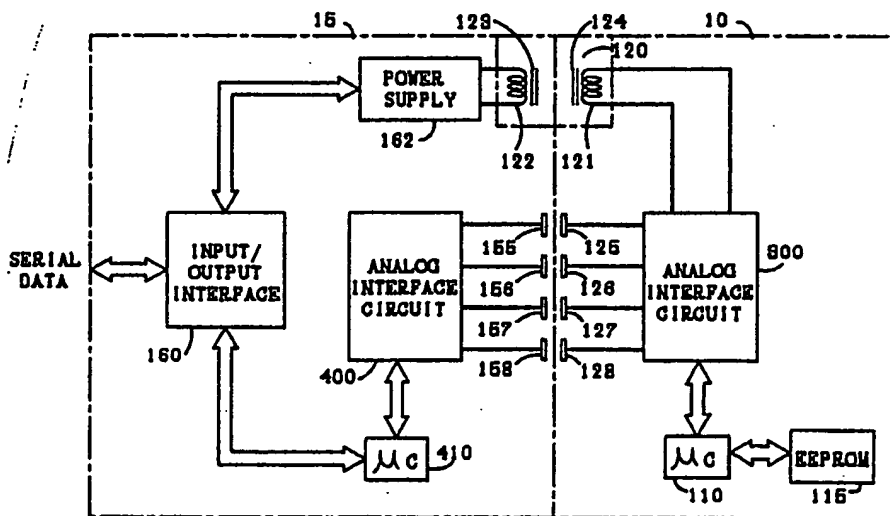 15
123
124
120
10
POWER
SUPPLY
162
122
121
SERIAL
DATA
INPUT/
OUTPUT
INTERFACE
160
ANALOG
INTERFACE
CIRCUIT
400
155
125
156
126
157
127
158
128
ANALOG
INTERFACE
CIRCUIT
800
μC
410
μC
110
EEPROM
115